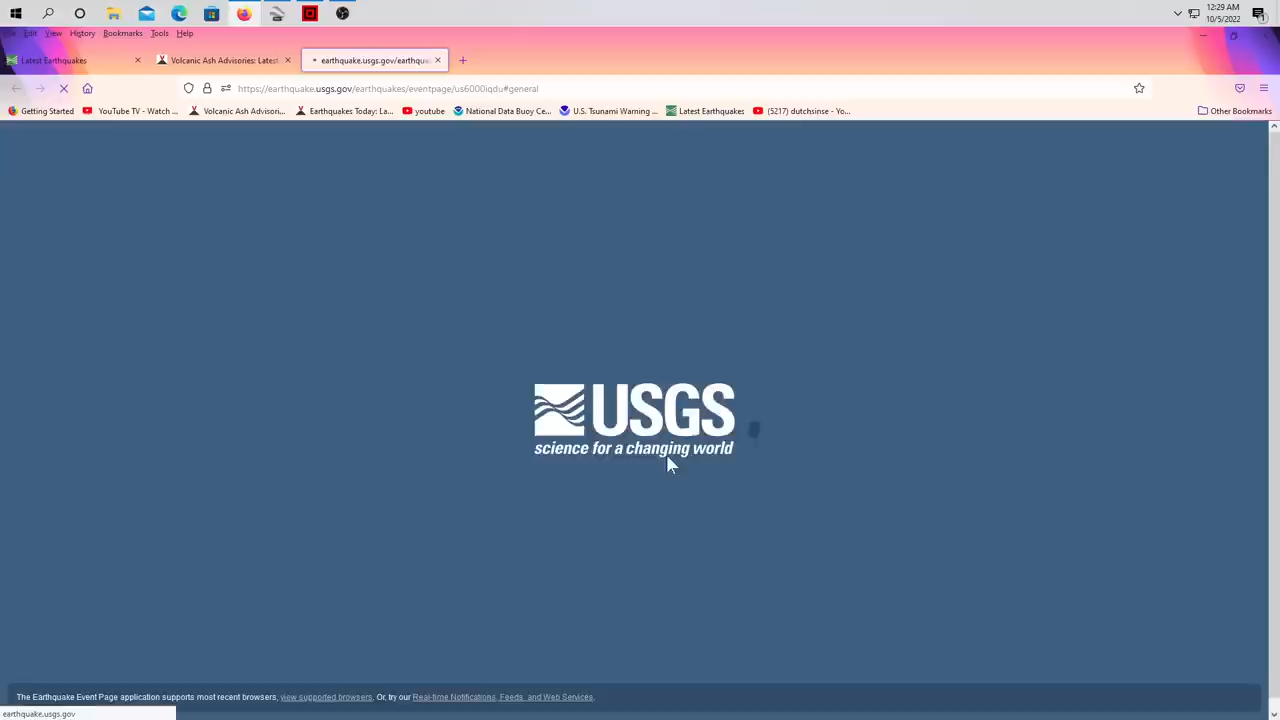 12:29 AM
10/5/2022
Edit View History Bookmarks Tools Help
Latest Earthquakes
Volcanic Ash Advisories: Latest
earthquake.usgs.gov/earthqua
https://earthquake.usgs.gov/earthquakes/eventpage/us6000iqdu#general
Getting Started YouTube TV - Watch ... Volcanic Ash Advisori... Earthquakes Today: La... youtube National Data Buoy Ce... U.S. Tsunami Warning ... Latest Earthquakes (5217) dutchsinse - Yo... Other Bookmarks
USGS
science for a changing world
The Earthquake Event Page application supports most recent browsers, view supported browsers. Or, try our Real-time Notifications, Feeds, and Web Services.
earthquake.usgs.gov